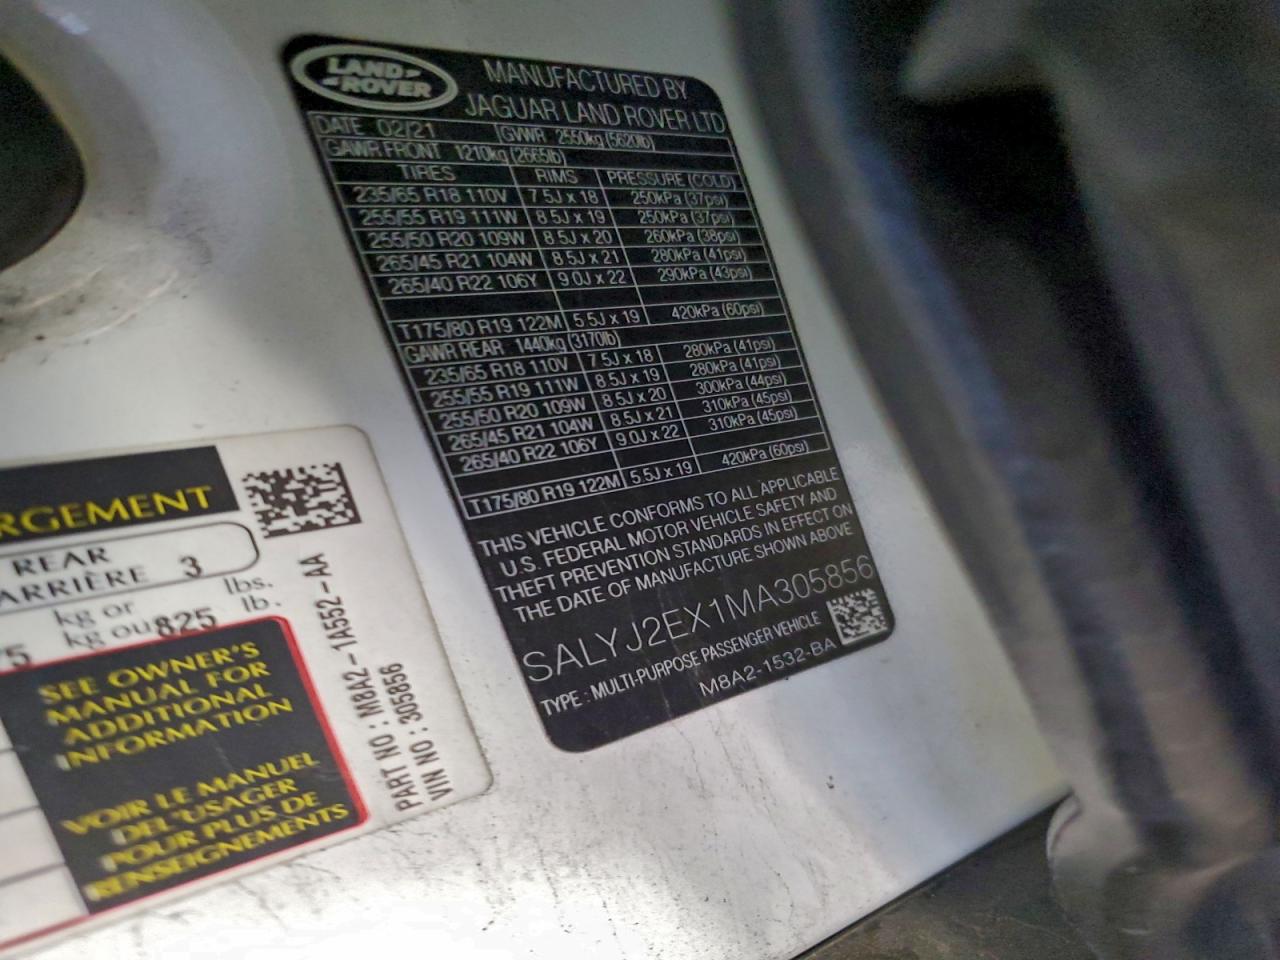 LAND-
-ROVER
MANUFACTURED BY
JAGUAR LAND ROVER LTD
DATE 02/21 GVWR 2550kg (5620lb)
GAWR FRONT 1210kg (2665lb)
TIRES RIMS PRESSURE (COLD)
235/65 R18 110V 7.5J x 18 250kPa (37psi)
255/55 R19 111W 8.5J x 19 250kPa (37psi)
255/50 R20 109W 8.5J x 20 260kPa (38psi)
265/45 R21 104W 8.5J x 21 280kPa (41psi)
265/40 R22 106Y 9.0J x 22 290kPa (43psi)
T175/80 R19 122M 5.5J x 19 420kPa (60psi)
GAWR REAR 1440kg (3170lb)
235/65 R18 110V 7.5J x 18 280kPa (41psi)
255/55 R19 111W 8.5J x 19 280kPa (41psi)
255/50 R20 109W 8.5J x 20 300kPa (44psi)
265/45 R21 104W 8.5J x 21 310kPa (45psi)
265/40 R22 106Y 9.0J x 22 310kPa (45psi)
T175/80 R19 122M 5.5J x 19 420kPa (60psi)
THIS VEHICLE CONFORMS TO ALL APPLICABLE
U.S. FEDERAL MOTOR VEHICLE SAFETY AND
THEFT PREVENTION STANDARDS IN EFFECT ON
THE DATE OF MANUFACTURE SHOWN ABOVE
SALYJ2EX1MA305856
TYPE : MULTI-PURPOSE PASSENGER VEHICLE
M8A2-1532-BA
RGEMENT
REAR
ARRIÈRE 3
kg or lbs.
75 kg ou 825 lb.
SEE OWNER'S
MANUAL FOR
ADDITIONAL
INFORMATION
VOIR LE MANUEL
DEL'USAGER
POUR PLUS DE
RENSEIGNEMENTS
PART NO : M8A2-1A552-AA
VIN NO : 305856